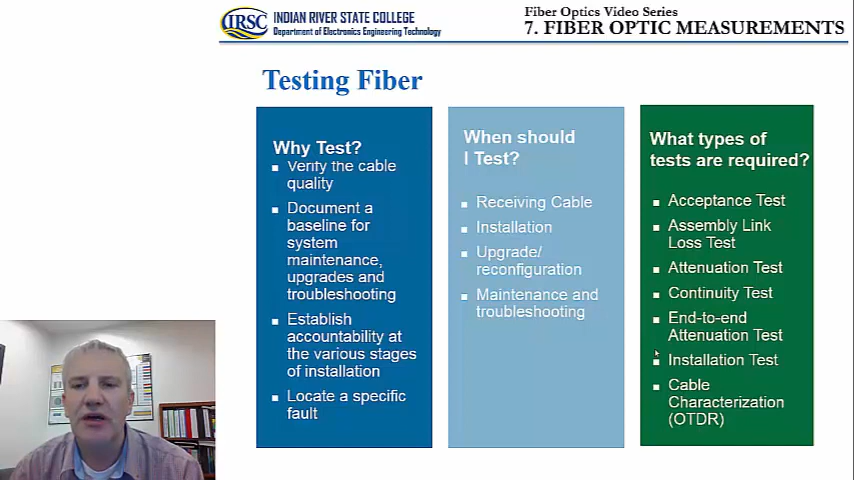 IRSC
INDIAN RIVER STATE COLLEGE
Department of Electronics Engineering Technology
Fiber Optics Video Series
7. FIBER OPTIC MEASUREMENTS
Testing Fiber
Why Test?
▪ Verity the cable
quality
▪ Document a
baseline for
system
maintenance,
upgrades and
troubleshooting
▪ Establish
accountability at
the various stages
of installation
▪ Locate a specific
fault
When should
I Test?
▪ Receiving Cable
▪ Installation
▪ Upgrade/
reconfiguration
▪ Maintenance and
troubleshooting
What types of
tests are required?
▪ Acceptance Test
▪ Assembly Link
Loss Test
▪ Attenuation Test
▪ Continuity Test
▪ End-to-end
Attenuation Test
▪ Installation Test
▪ Cable
Characterization
(OTDR)